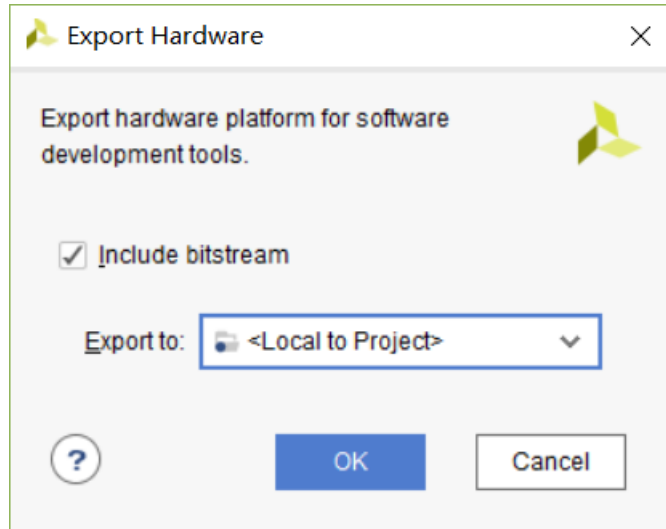 Export Hardware
Export hardware platform for software
development tools.
Include bitstream
Export to: <Local to Project>
?
OK
Cancel